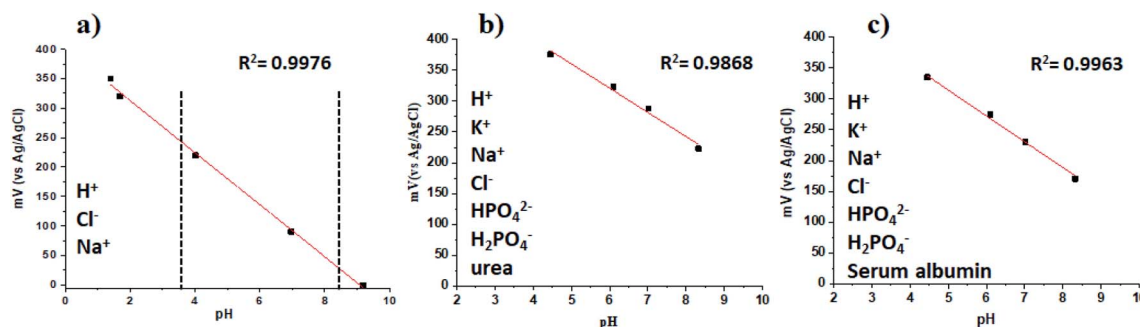 a)
R²= 0.9976
mV (vs Ag/AgCl)
400
350
300
250
200
150
100
50
0
H⁺
Cl⁻
Na⁺
0 2 4 6 8 10
pH
b)
R²= 0.9868
mV(vs Ag/AgCl)
400
350
300
250
200
150
100
50
0
H⁺
K⁺
Na⁺
Cl⁻
HPO₄²⁻
H₂PO₄⁻
urea
2 3 4 5 6 7 8 9 10
pH
c)
R²= 0.9963
mV (vs Ag/AgCl)
400
350
300
250
200
150
100
50
0
H⁺
K⁺
Na⁺
Cl⁻
HPO₄²⁻
H₂PO₄⁻
Serum albumin
2 3 4 5 6 7 8 9 10
pH